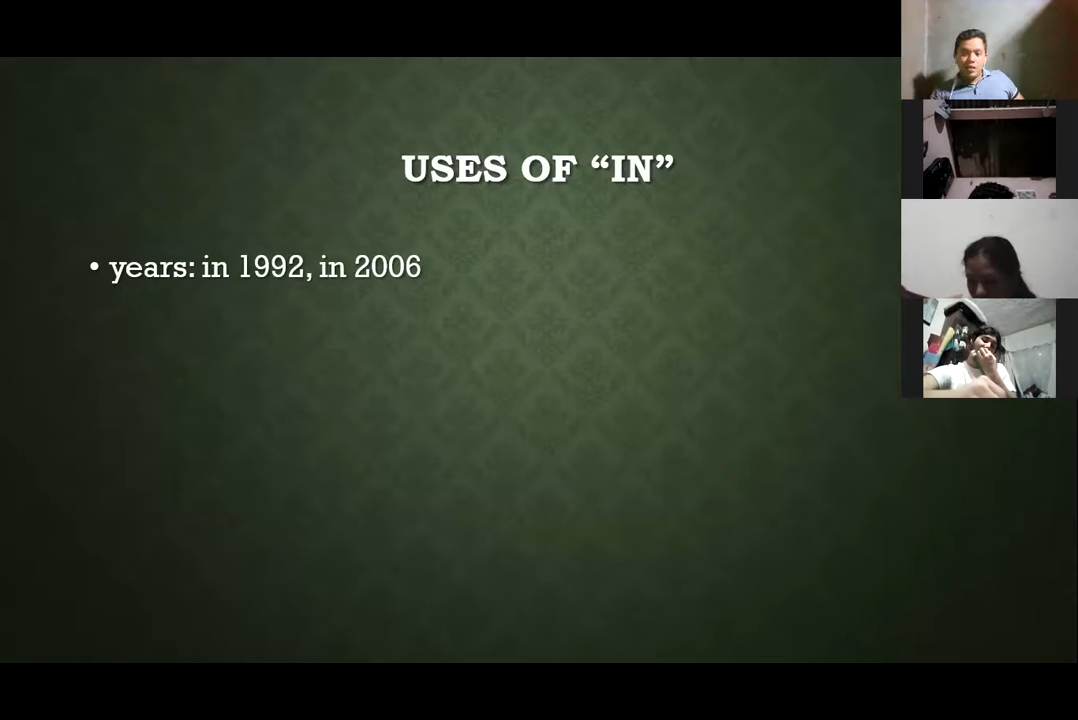 USES OF “IN”
• years: in 1992, in 2006